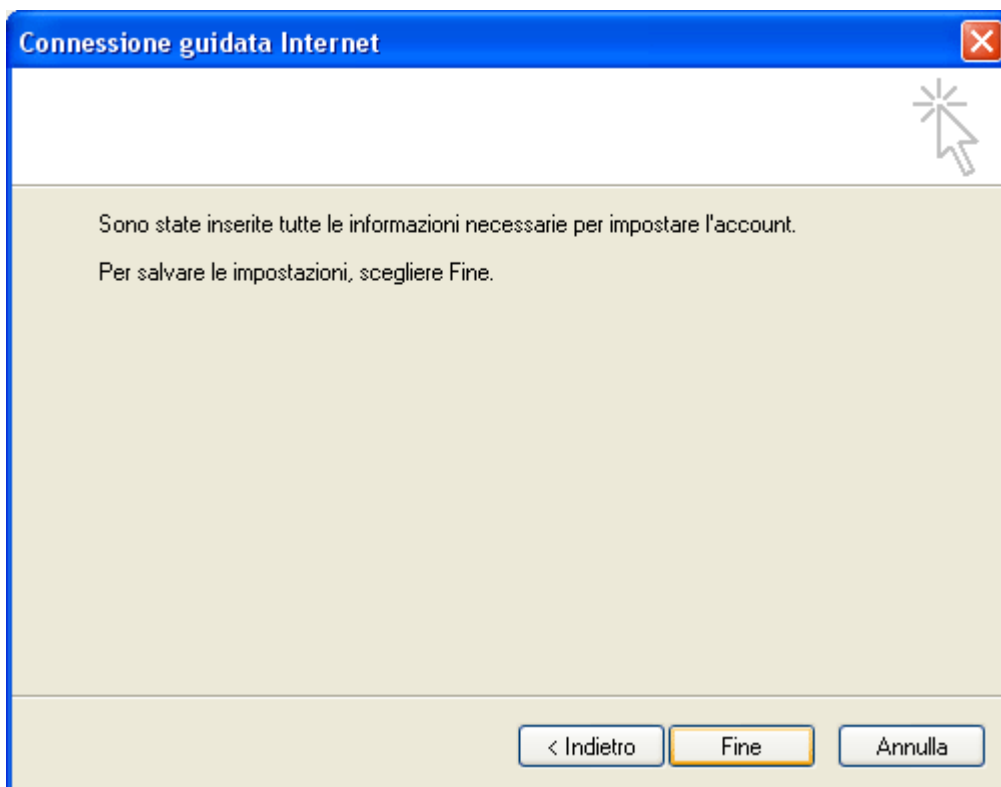 Connessione guidata Internet
Sono state inserite tutte le informazioni necessarie per impostare l'account.
Per salvare le impostazioni, scegliere Fine.
< Indietro
Fine
Annulla